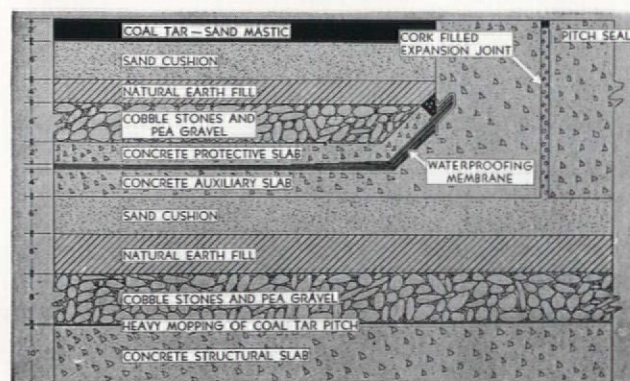 COAL TAR — SAND MASTIC
CORK FILLED
EXPANSION JOINT
PITCH SEAL
SAND CUSHION
NATURAL EARTH FILL
COBBLE STONES AND
PEA GRAVEL
CONCRETE PROTECTIVE SLAB
WATERPROOFING
MEMBRANE
CONCRETE AUXILIARY SLAB
SAND CUSHION
NATURAL EARTH FILL
COBBLE STONES AND PEA GRAVEL
HEAVY MOPPING OF COAL TAR PITCH
CONCRETE STRUCTURAL SLAB
10"